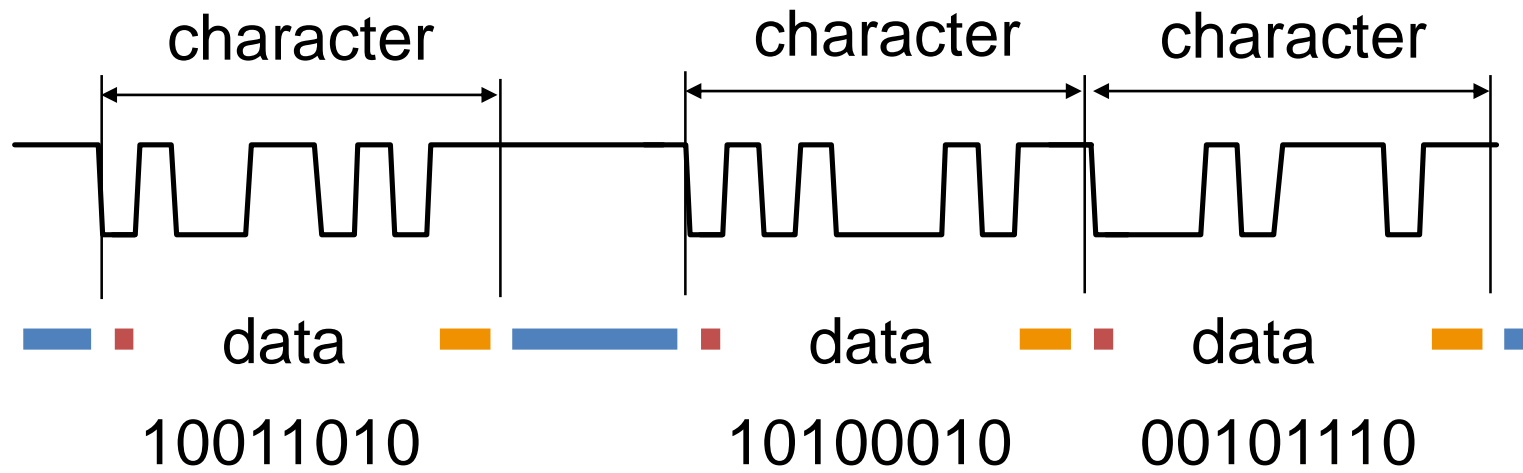 character character character
data data data
10011010 10100010 00101110